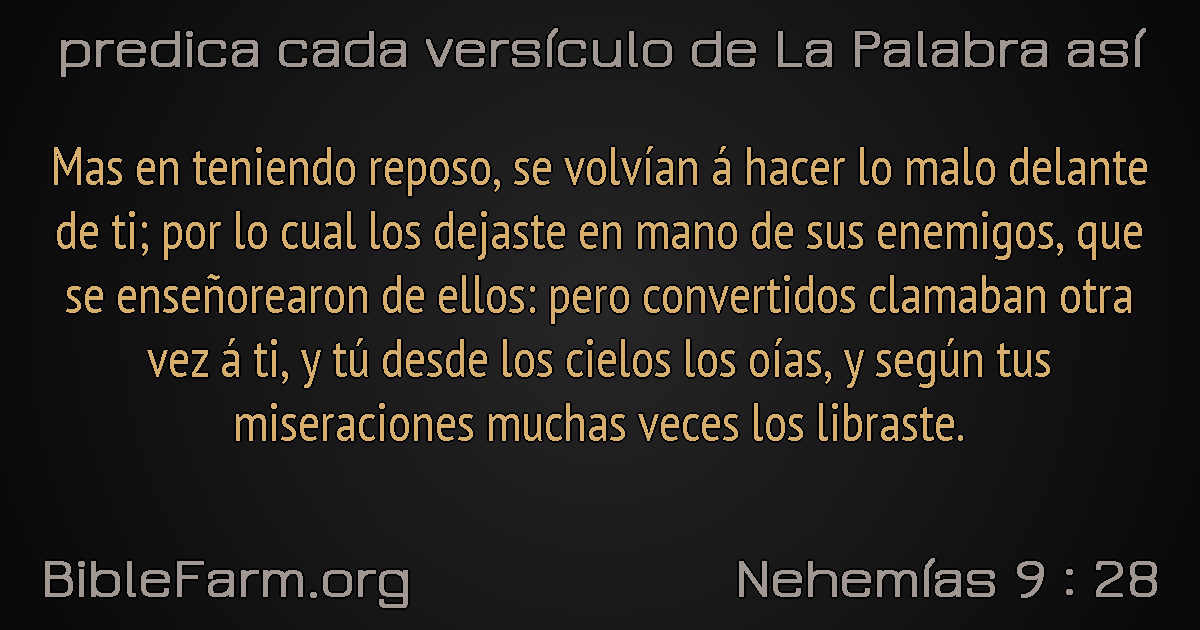 predica cada versículo de La Palabra así
Mas en teniendo reposo, se volvían á hacer lo malo delante
de ti; por lo cual los dejaste en mano de sus enemigos, que
se enseñorearon de ellos: pero convertidos clamaban otra
vez á ti, y tú desde los cielos los oías, y según tus
miseraciones muchas veces los libraste.
BibleFarm.org
Nehemías 9 : 28